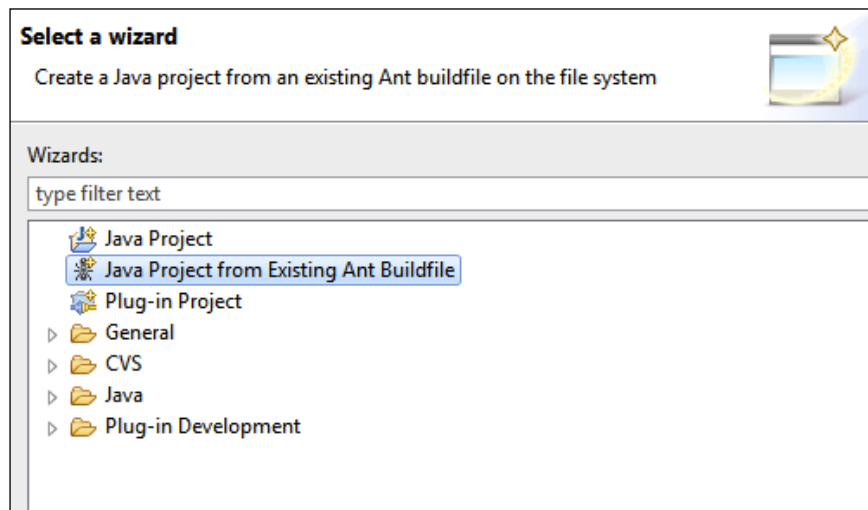 Select a wizard
Create a Java project from an existing Ant buildfile on the file system
Wizards:
type filter text
Java Project
Java Project from Existing Ant Buildfile
Plug-in Project
General
CVS
Java
Plug-in Development